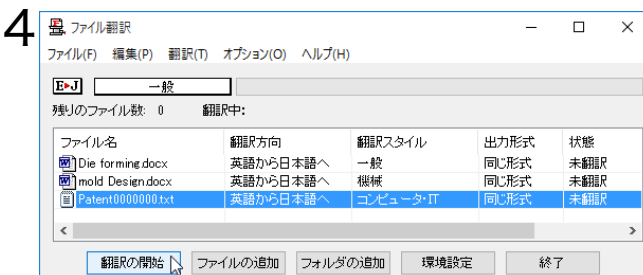 4
ファイル翻訳
ファイル(F) 編集(P) 翻訳(T) オプション(O) ヘルプ(H)
E▸J 一般
残りのファイル数: 0 翻訳中:
ファイル名 翻訳方向 翻訳スタイル 出力形式 状態
Die forming.docx 英語から日本語へ 一般 同じ形式 未翻訳
mold Design.docx 英語から日本語へ 機械 同じ形式 未翻訳
Patent0000000.txt 英語から日本語へ コンピュータ・IT 同じ形式 未翻訳
翻訳の開始 ファイルの追加 フォルダの追加 環境設定 終了